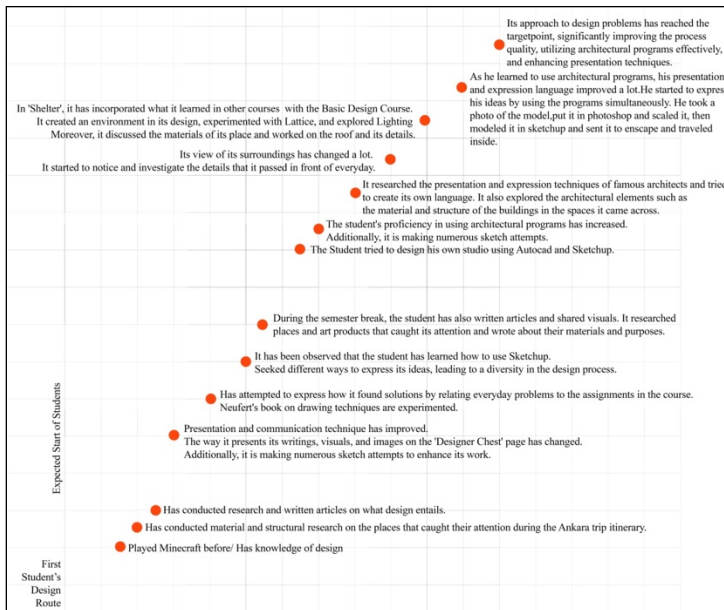 Its approach to design problems has reached the
targetpoint, significantly improving the process
quality, utilizing architectural programs effectively,
and enhancing presentation techniques.
As he learned to use architectural programs, his presentation
and expression language improved a lot.He started to expres
his ideas by using the programs simultaneously. He took a
photo of the model,put it in photoshop and scaled it, then
modeled it in sketchup and sent it to enscape and traveled
inside.
In 'Shelter', it has incorporated what it learned in other courses with the Basic Design Course.
It created an environment in its design, experimented with Lattice, and explored Lighting
Moreover, it discussed the materials of its place and worked on the roof and its details.
Its view of its surroundings has changed a lot.
It started to notice and investigate the details that it passed in front of everyday.
It researched the presentation and expression techniques of famous architects and tried
to create its own language. It also explored the architectural elements such as
the material and structure of the buildings in the spaces it came across.
The student's proficiency in using architectural programs has increased.
Additionally, it is making numerous sketch attempts.
The Student tried to design his own studio using Autocad and Sketchup.
During the semester break, the student has also written articles and shared visuals. It researched
places and art products that caught its attention and wrote about their materials and purposes.
It has been observed that the student has learned how to use Sketchup.
Seeked different ways to express its ideas, leading to a diversity in the design process.
Has attempted to express how it found solutions by relating everyday problems to the assignments in the course.
Neufert's book on drawing techniques are experimented.
Presentation and communication technique has improved.
The way it presents its writings, visuals, and images on the 'Designer Chest' page has changed.
Additionally, it is making numerous sketch attempts to enhance its work.
Has conducted research and written articles on what design entails.
Has conducted material and structural research on the places that caught their attention during the Ankara trip itinerary.
Played Minecraft before/ Has knowledge of design
Expected Start of Students
First
Student's
Design
Route